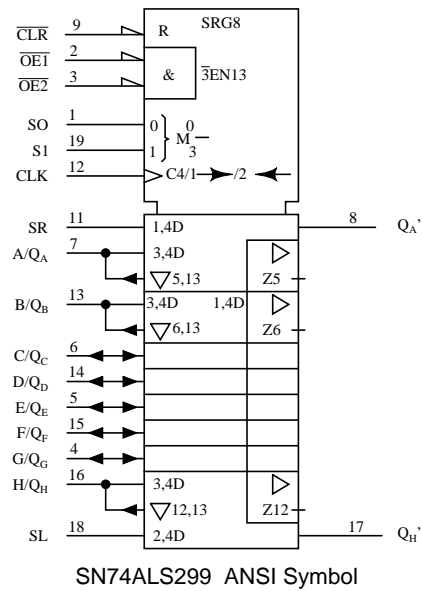 SRG8
CLR 9 R
OE1 2
OE2 3 & 3EN13
SO 1 0 0
M
S1 19 1 3
CLK 12 C4/1 /2
SR 11 1,4D 8 QA’
A/QA 7 3,4D
5,13 Z5
B/QB 13 3,4D 1,4D
6,13 Z6
C/QC 6
D/QD 14
E/QE 5
F/QF 15
G/QG 4
H/QH 16 3,4D
12,13 Z12
SL 18 2,4D 17 QH’
SN74ALS299 ANSI Symbol